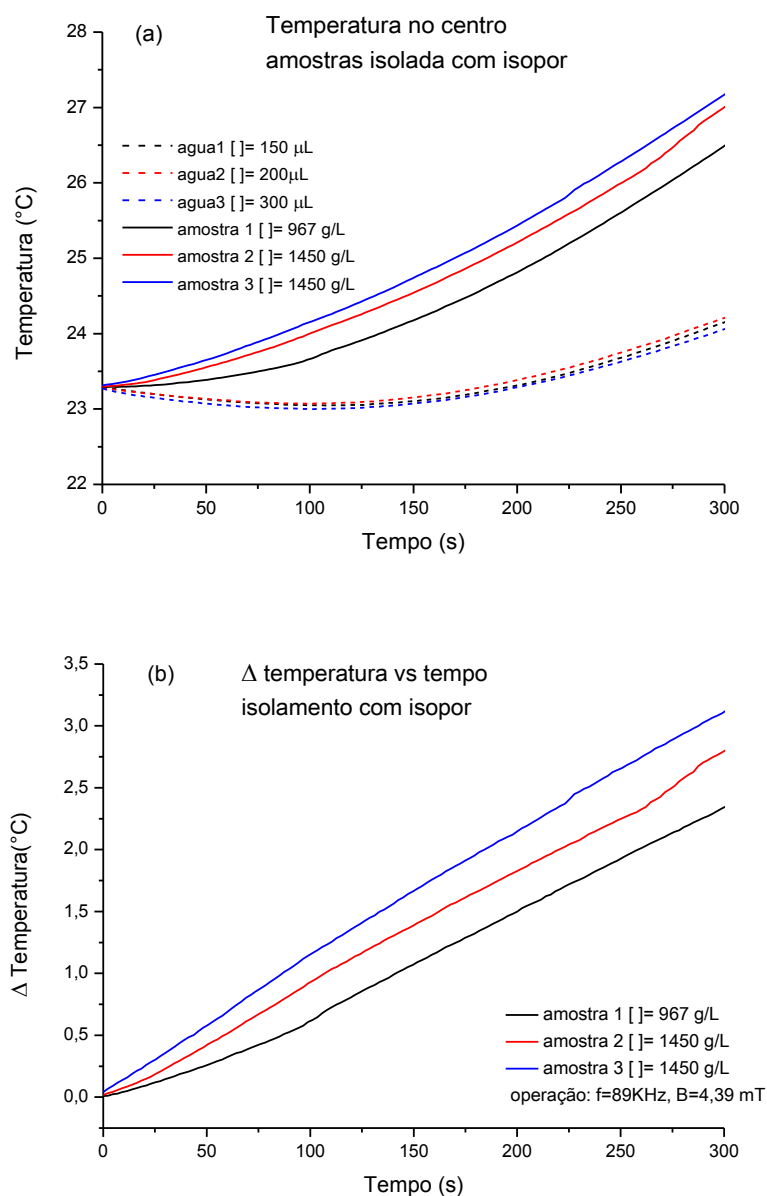 (a)
Temperatura no centro
amostras isolada com isopor
28
27
26
25
24
23
22
Temperatura (°C)
agua1 [ ]= 150 μL
agua2 [ ]= 200μL
agua3 [ ]= 300 μL
amostra 1 [ ]= 967 g/L
amostra 2 [ ]= 1450 g/L
amostra 3 [ ]= 1450 g/L
0 50 100 150 200 250 300
Tempo (s)
(b)
Δ temperatura vs tempo
isolamento com isopor
3,5
3,0
2,5
2,0
1,5
1,0
0,5
0,0
Δ Temperatura(°C)
amostra 1 [ ]= 967 g/L
amostra 2 [ ]= 1450 g/L
amostra 3 [ ]= 1450 g/L
operação: f=89KHz, B=4,39 mT
0 50 100 150 200 250 300
Tempo (s)